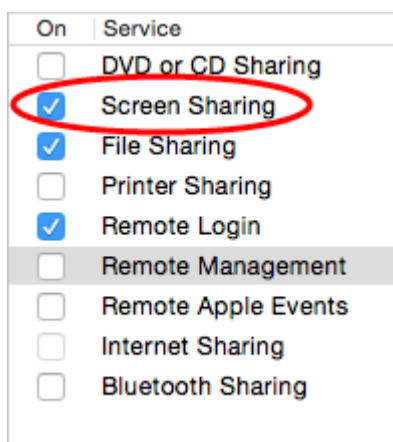 On Service
DVD or CD Sharing
Screen Sharing
File Sharing
Printer Sharing
Remote Login
Remote Management
Remote Apple Events
Internet Sharing
Bluetooth Sharing